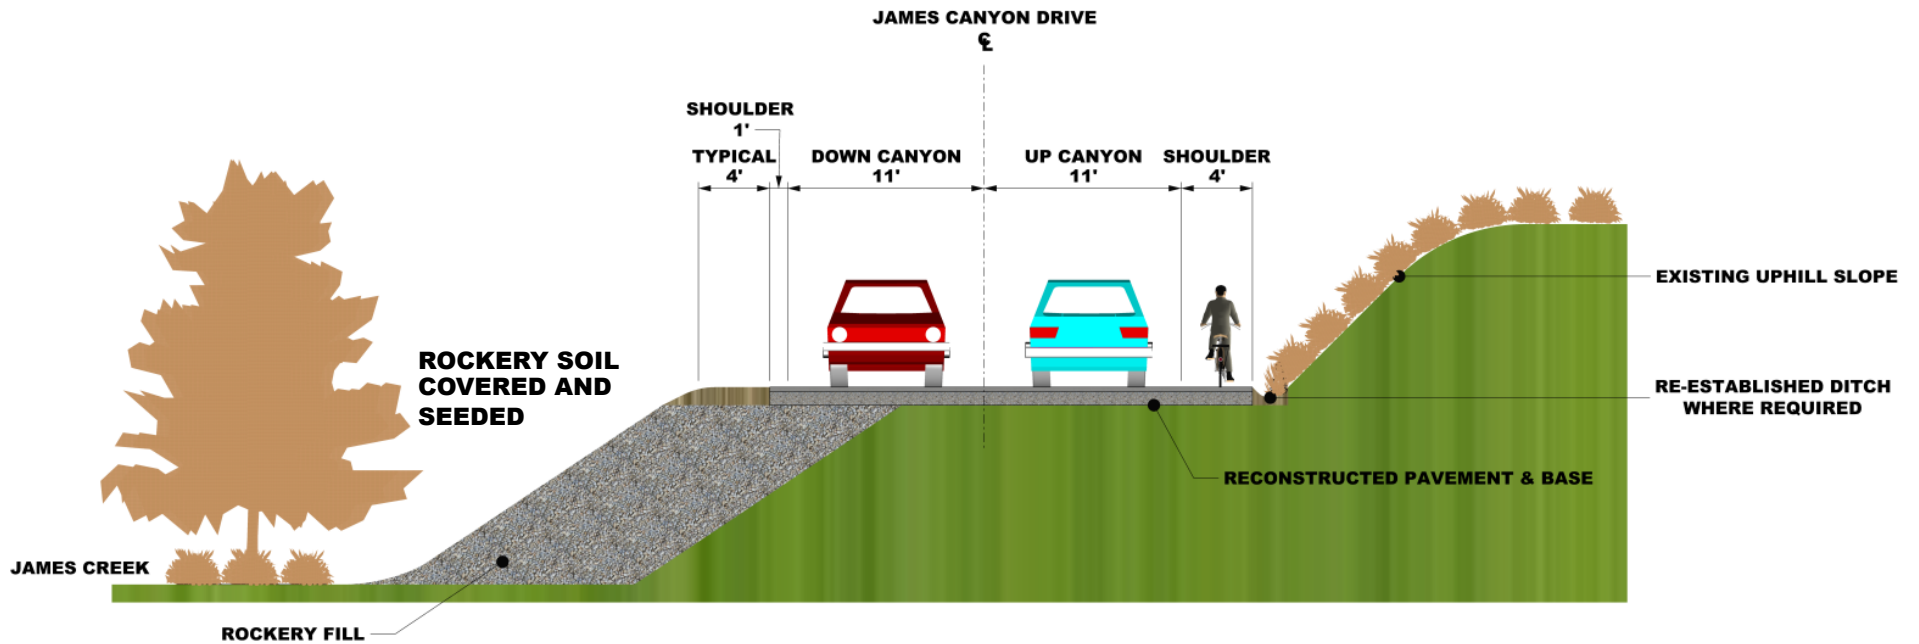 JAMES CANYON DRIVE
℄
SHOULDER
1'
TYPICAL
4'
DOWN CANYON
11'
UP CANYON
11'
SHOULDER
4'
EXISTING UPHILL SLOPE
ROCKERY SOIL
COVERED AND
SEEDED
RE-ESTABLISHED DITCH
WHERE REQUIRED
RECONSTRUCTED PAVEMENT & BASE
JAMES CREEK
ROCKERY FILL